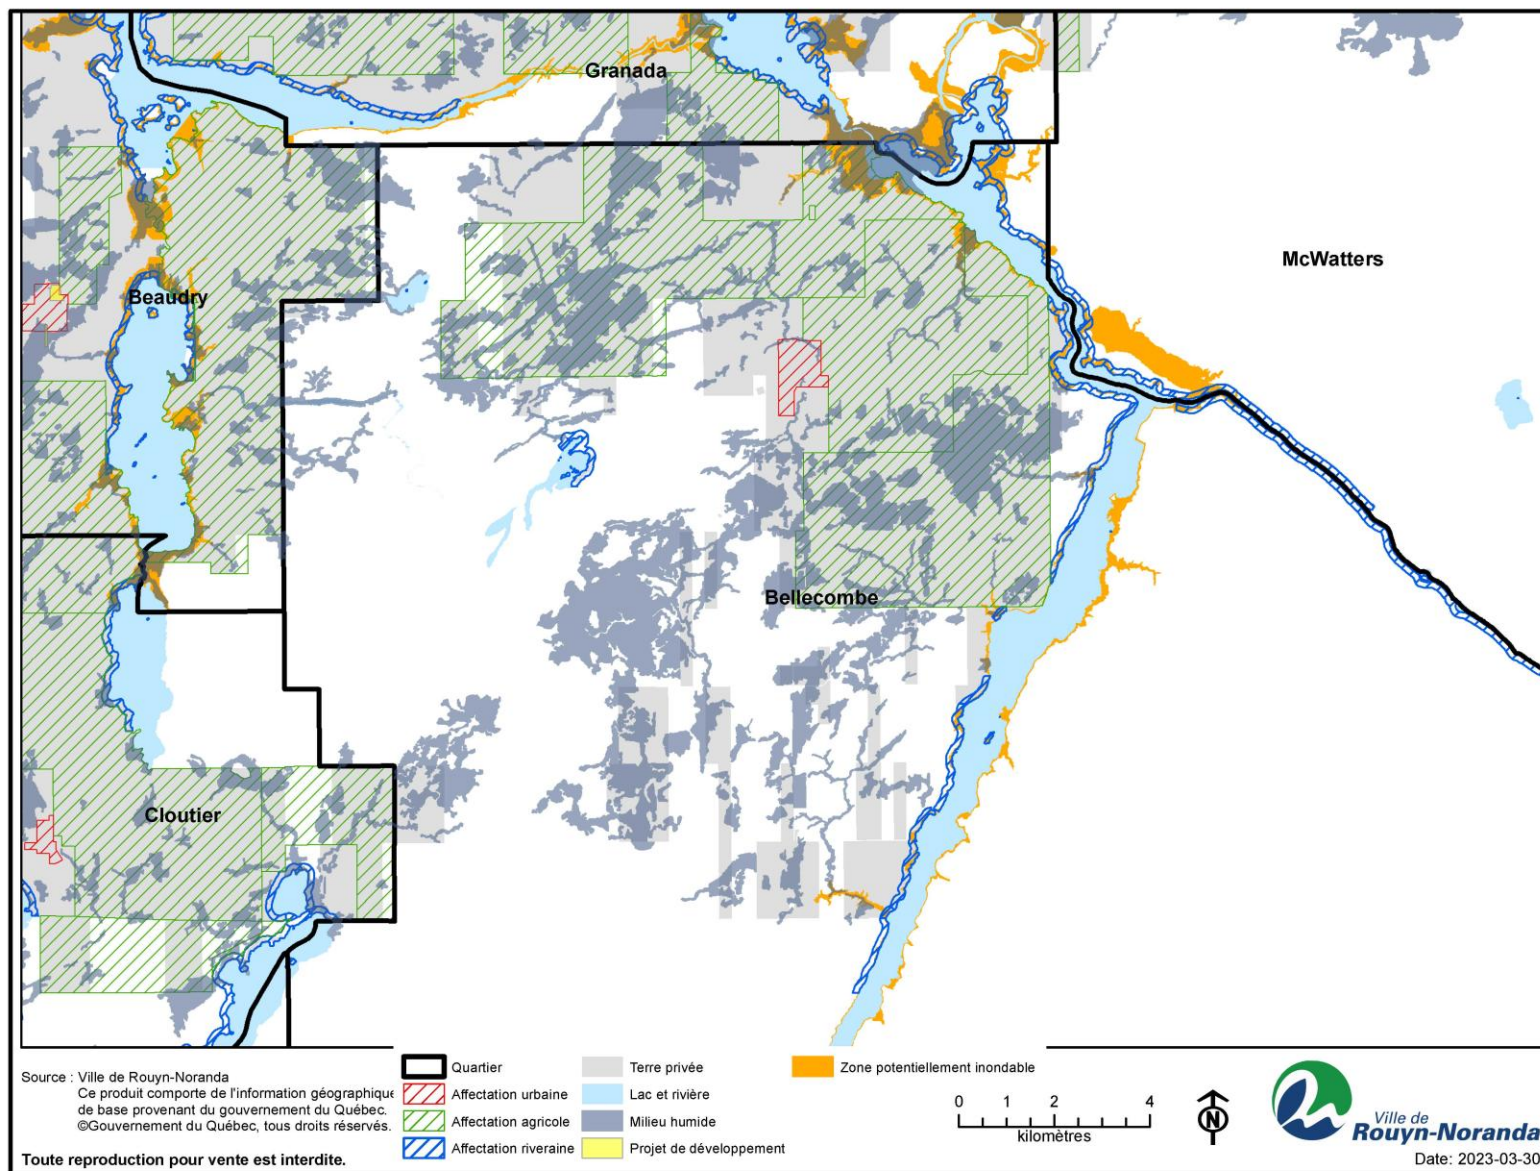 Granada
McWatters
Beaudry
Bellecombe
Cloutier
Source : Ville de Rouyn-Noranda
Ce produit comporte de l'information géographique
de base provenant du gouvernement du Québec.
©Gouvernement du Québec, tous droits réservés.
Toute reproduction pour vente est interdite.
Quartier
Affectation urbaine
Affectation agricole
Affectation riveraine
Terre privée
Lac et rivière
Milieu humide
Projet de développement
Zone potentiellement inondable
0 1 2 4
kilomètres
N
Ville de
Rouyn-Noranda
Date: 2023-03-30